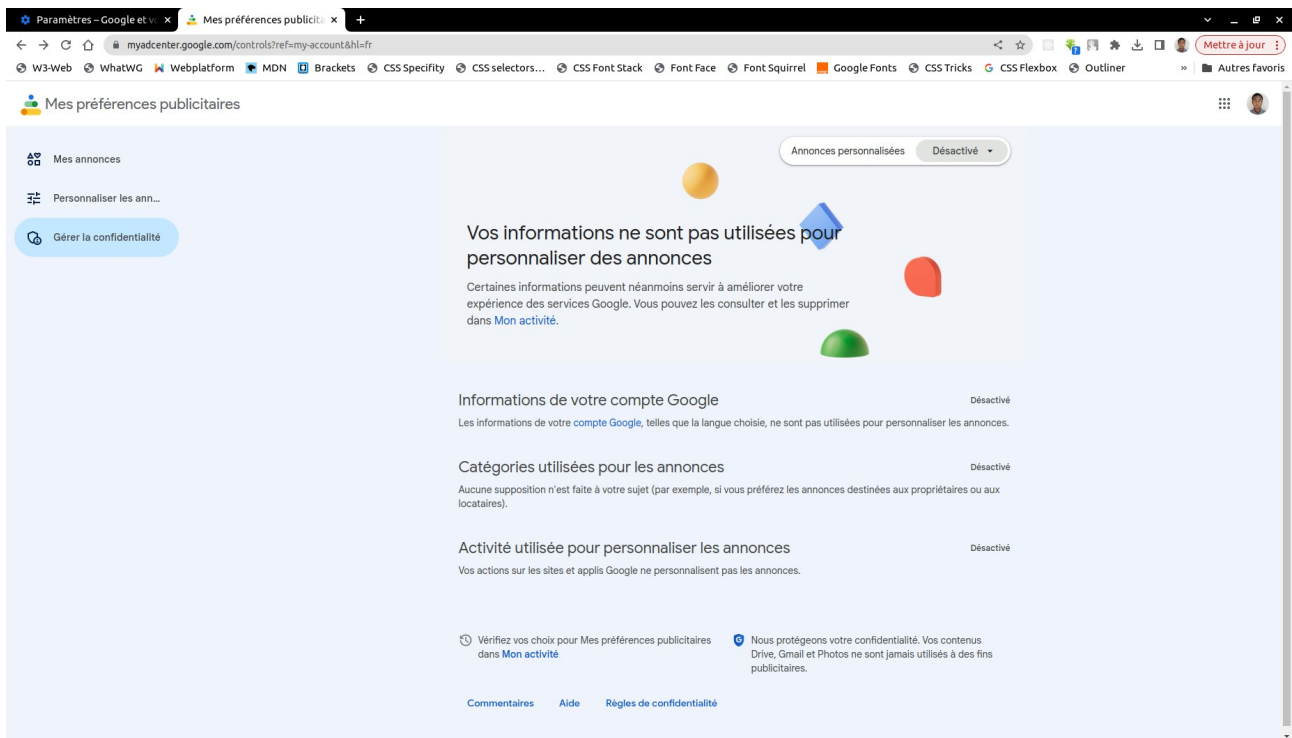 Paramètres – Google et v
Mes préférences publicita
myadcenter.google.com/controls?ref=my-account&hl=fr
Mettre à jour
W3-Web WhatWG Webplatform MDN Brackets CSS Specifity CSS selectors... CSS Font Stack Font Face Font Squirrel Google Fonts CSS Tricks CSS Flexbox Outliner » Autres favoris
Mes préférences publicitaires
Mes annonces
Personnaliser les ann...
Gérer la confidentialité
Annonces personnalisées Désactivé
Vos informations ne sont pas utilisées pour
personnaliser des annonces
Certaines informations peuvent néanmoins servir à améliorer votre
expérience des services Google. Vous pouvez les consulter et les supprimer
dans Mon activité.
Informations de votre compte Google Désactivé
Les informations de votre compte Google, telles que la langue choisie, ne sont pas utilisées pour personnaliser les annonces.
Catégories utilisées pour les annonces Désactivé
Aucune supposition n'est faite à votre sujet (par exemple, si vous préférez les annonces destinées aux propriétaires ou aux
locataires).
Activité utilisée pour personnaliser les annonces Désactivé
Vos actions sur les sites et applis Google ne personnalisent pas les annonces.
Vérifiez vos choix pour Mes préférences publicitaires
dans Mon activité
Nous protégeons votre confidentialité. Vos contenus
Drive, Gmail et Photos ne sont jamais utilisés à des fins
publicitaires.
Commentaires Aide Règles de confidentialité